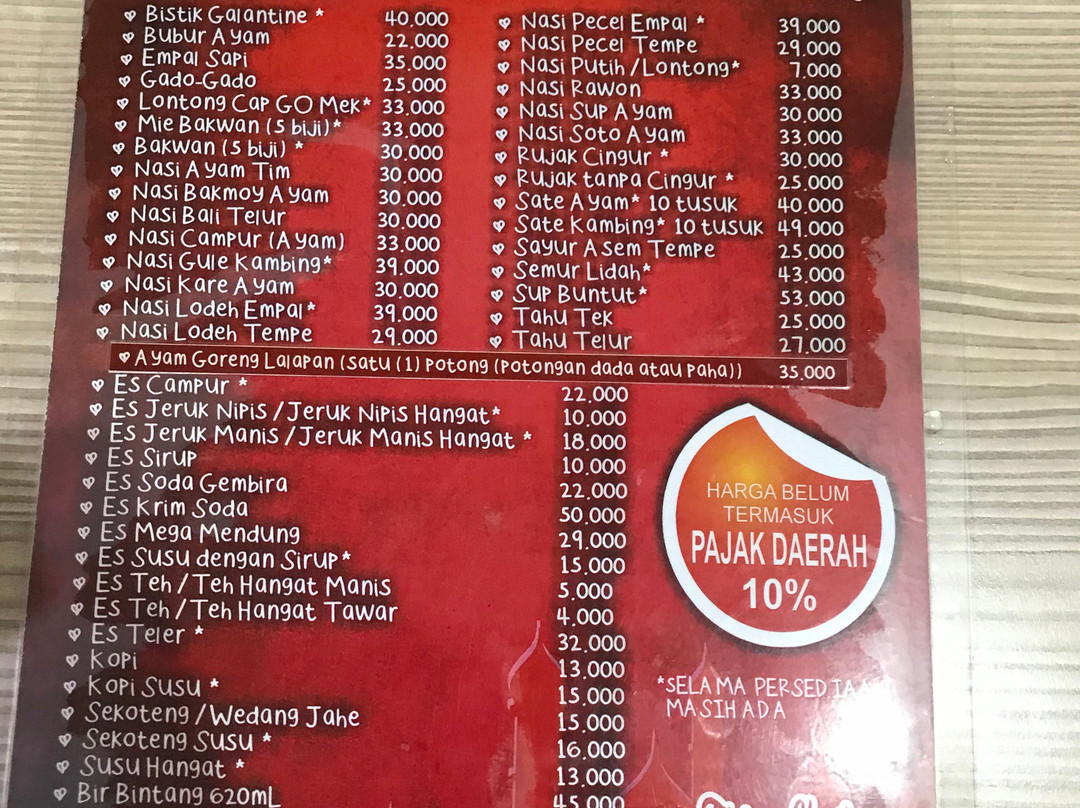 Bistik Galantine * 40.000
Bubur Ayam 22.000
Empal Sapi 35.000
Gado-Gado 25.000
Lontong Cap GO Mek* 33.000
Mie Bakwan (5 biji)* 33.000
Bakwan (5 biji) * 30.000
Nasi Ayam Tim 30.000
Nasi Bakmoy Ayam 30.000
Nasi Bali Telur 30.000
Nasi Campur (Ayam) 33.000
Nasi Gule Kambing* 39.000
Nasi Kare Ayam 30.000
Nasi Lodeh Empal* 39.000
Nasi Lodeh Tempe 29.000
Nasi Pecel Empal * 39.000
Nasi Pecel Tempe 29.000
Nasi Putih/Lontong* 7.000
Nasi Rawon 33.000
Nasi Sup Ayam 30.000
Nasi Soto Ayam 33.000
Rujak Cingur * 30.000
Rujak tanpa Cingur * 25.000
Sate Ayam* 10 tusuk 40.000
Sate Kambing* 10 tusuk 49.000
Sayur Asem Tempe 25.000
Semur Lidah* 43.000
Sup Buntut* 53.000
Tahu Tek 25.000
Tahu Telur 27.000
Ayam Goreng Lalapan (Satu (1) Potong (Potongan dada atau Paha)) 35,000
Es Campur * 22.000
Es Jeruk Nipis/Jeruk Nipis Hangat* 10.000
Es Jeruk Manis/Jeruk Manis Hangat * 18.000
Es Sirup 10.000
Es Soda Gembira 22.000
Es Krim Soda 50.000
Es Mega Mendung 29.000
Es Susu dengan Sirup* 15.000
Es Teh/Teh Hangat Manis 5.000
Es Teh/Teh Hangat Tawar 4.000
Es Teler * 32.000
Kopi 13.000
Kopi Susu * 15.000
Sekoteng/Wedang Jahe 15.000
Sekoteng Susu * 16.000
Susu Hangat * 13.000
Bir Bintang 620mL 45.000
HARGA BELUM
TERMASUK
PAJAK DAERAH
10%
*SELAMA PERSEDIAAN
MASIH ADA